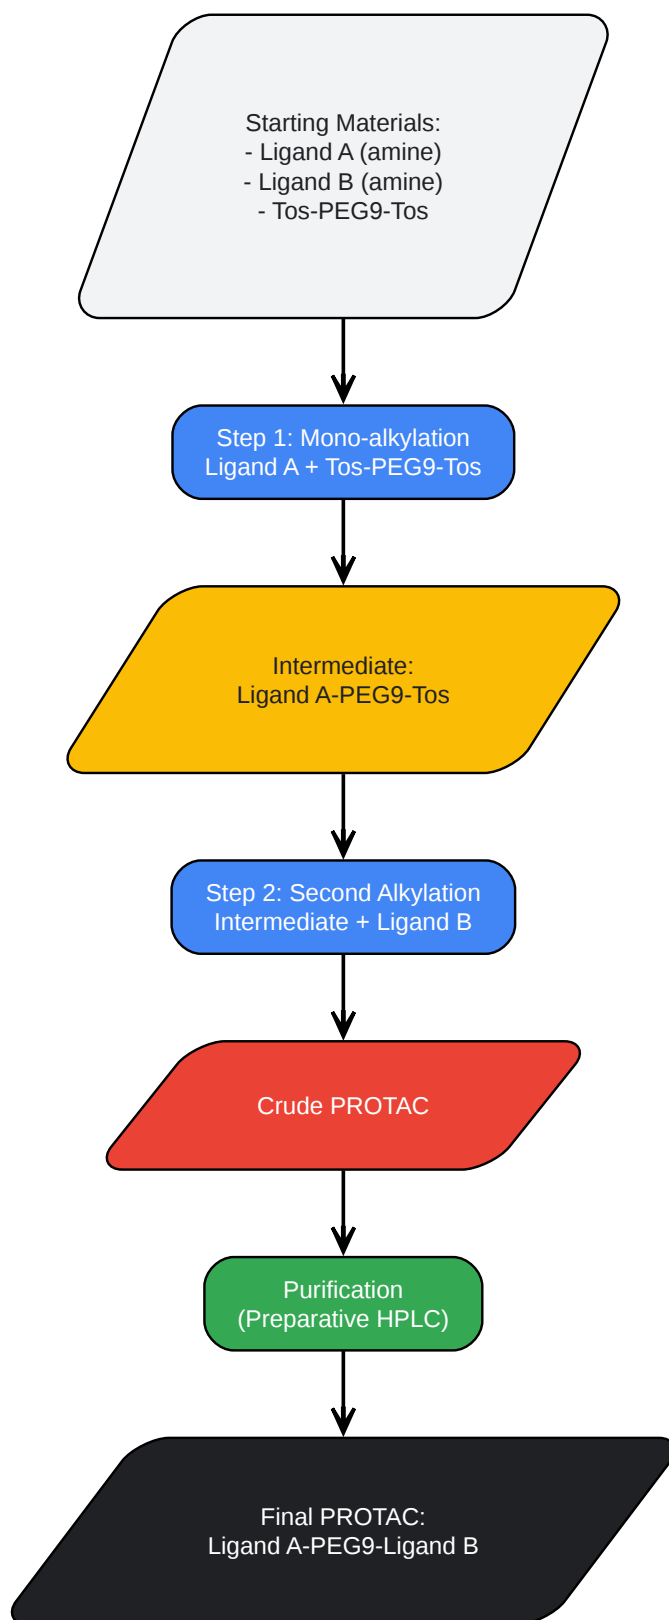 Starting Materials:
- Ligand A (amine)
- Ligand B (amine)
- Tos-PEG9-Tos
Step 1: Mono-alkylation
Ligand A + Tos-PEG9-Tos
Intermediate:
Ligand A-PEG9-Tos
Step 2: Second Alkylation
Intermediate + Ligand B
Crude PROTAC
Purification
(Preparative HPLC)
Final PROTAC:
Ligand A-PEG9-Ligand B